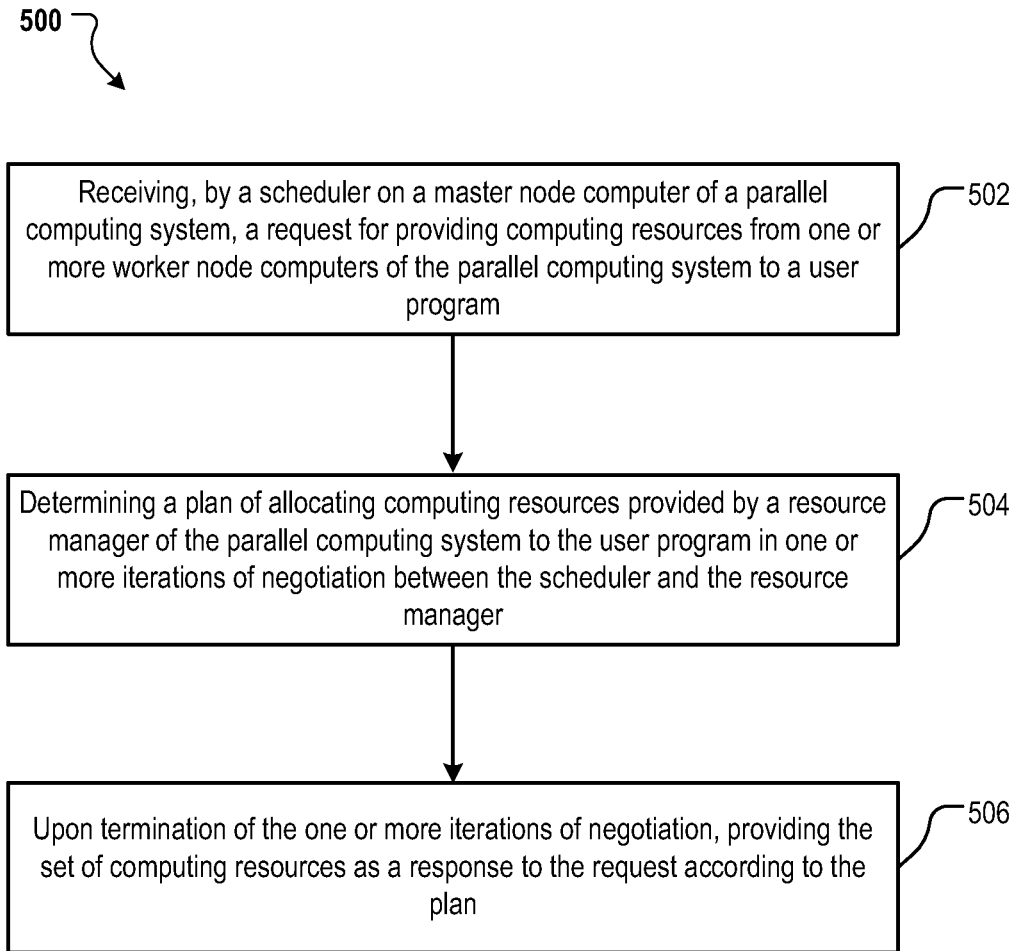 500
Receiving, by a scheduler on a master node computer of a parallel
computing system, a request for providing computing resources from one or
more worker node computers of the parallel computing system to a user
program
502
Determining a plan of allocating computing resources provided by a resource
manager of the parallel computing system to the user program in one or
more iterations of negotiation between the scheduler and the resource
manager
504
Upon termination of the one or more iterations of negotiation, providing the
set of computing resources as a response to the request according to the
plan
506